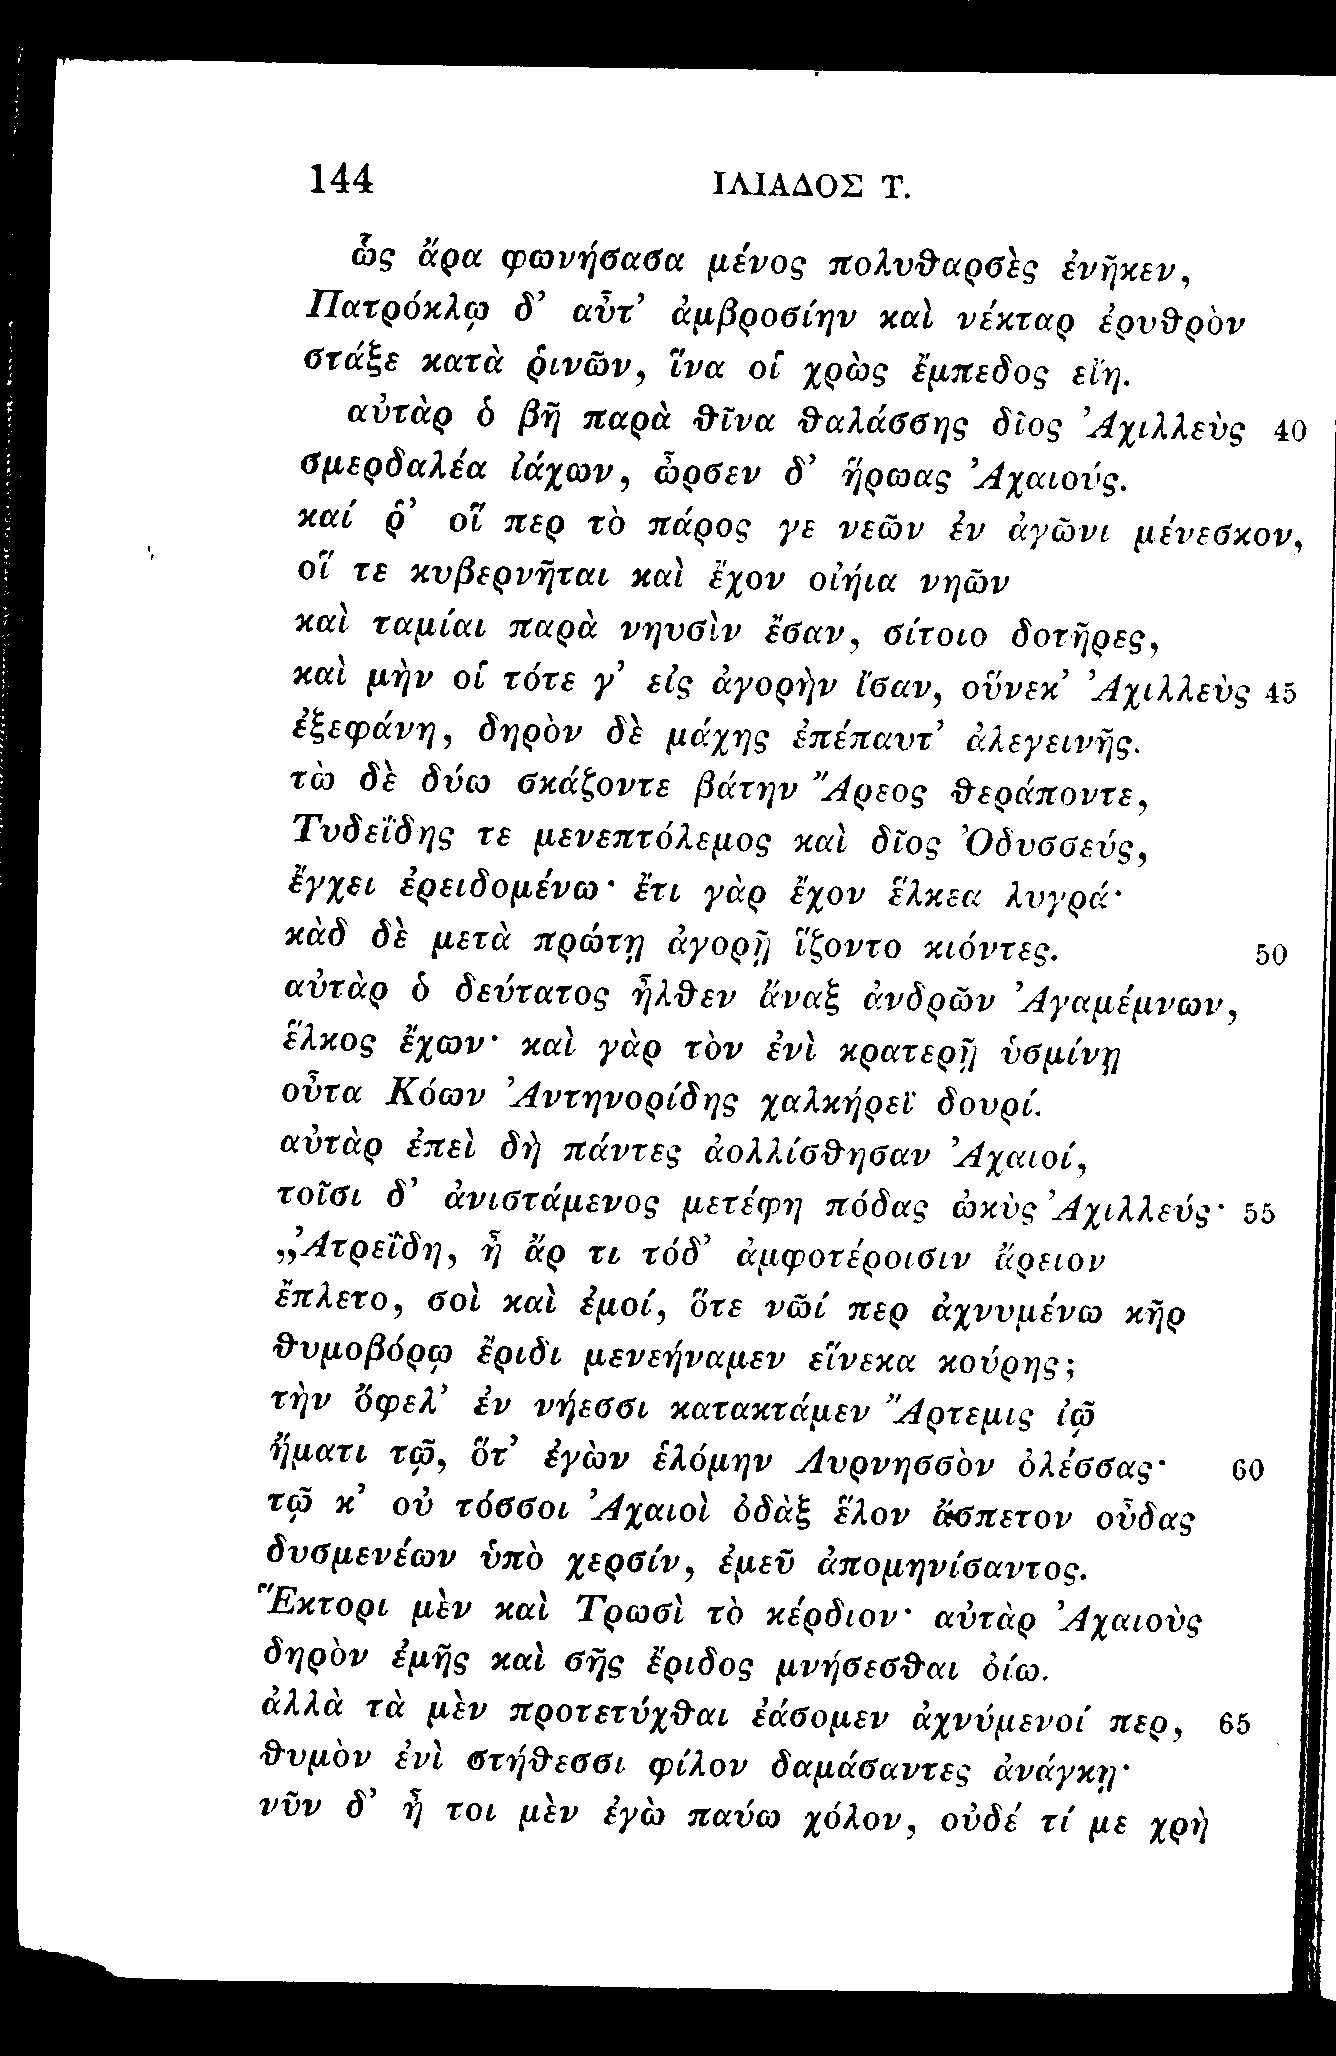 144 ΙΛΙΑΔΟΣ Τ.
ὣς ἄρα φωνήσασα μένος πολυθαρσὲς ἐνῆκεν,
Πατρόκλῳ δ’ αὖτ’ ἀμβροσίην καὶ νέκταρ ἐρυθρὸν
στάξε κατὰ ῥινῶν, ἵνα οἱ χρὼς ἔμπεδος εἴη.
αὐτὰρ ὁ βῆ παρὰ θῖνα θαλάσσης δῖος Ἀχιλλεὺς 40
σμερδαλέα ἰάχων, ὦρσεν δ’ ἥρωας Ἀχαιούς.
καί ῥ’ οἵ περ τὸ πάρος γε νεῶν ἐν ἀγῶνι μένεσκον,
οἵ τε κυβερνῆται καὶ ἔχον οἰήια νηῶν
καὶ ταμίαι παρὰ νηυσὶν ἔσαν, σίτοιο δοτῆρες,
καὶ μὴν οἱ τότε γ’ εἰς ἀγορὴν ἴσαν, οὕνεκ’ Ἀχιλλεὺς 45
ἐξεφάνη, δηρὸν δὲ μάχης ἐπέπαυτ’ ἀλεγεινῆς.
τὼ δὲ δύω σκάζοντε βάτην Ἄρεος θεράποντε,
Τυδεΐδης τε μενεπτόλεμος καὶ δῖος Ὀδυσσεύς,
ἔγχει ἐρειδομένω· ἔτι γὰρ ἔχον ἕλκεα λυγρά·
κὰδ δὲ μετὰ πρώτῃ ἀγορῇ ἵζοντο κιόντες. 50
αὐτὰρ ὁ δεύτατος ἦλθεν ἄναξ ἀνδρῶν Ἀγαμέμνων,
ἕλκος ἔχων· καὶ γὰρ τὸν ἐνὶ κρατερῇ ὑσμίνῃ
οὖτα Κόων Ἀντηνορίδης χαλκήρεϊ δουρί.
αὐτὰρ ἐπεὶ δὴ πάντες ἀολλίσθησαν Ἀχαιοί,
τοῖσι δ’ ἀνιστάμενος μετέφη πόδας ὠκὺς Ἀχιλλεύς· 55
„Ἀτρεΐδη, ἦ ἄρ τι τόδ’ ἀμφοτέροισιν ἄρειον
ἔπλετο, σοὶ καὶ ἐμοί, ὅτε νῶί περ ἀχνυμένω κῆρ
θυμοβόρῳ ἔριδι μενεήναμεν εἵνεκα κούρης;
τὴν ὄφελ’ ἐν νήεσσι κατακτάμεν Ἄρτεμις ἰῷ
ἤματι τῷ, ὅτ’ ἐγὼν ἑλόμην Λυρνησσὸν ὀλέσσας· 60
τῷ κ’ οὐ τόσσοι Ἀχαιοὶ ὀδὰξ ἕλον ἄσπετον οὖδας
δυσμενέων ὑπὸ χερσίν, ἐμεῦ ἀπομηνίσαντος.
Ἕκτορι μὲν καὶ Τρωσὶ τὸ κέρδιον· αὐτὰρ Ἀχαιοὺς
δηρὸν ἐμῆς καὶ σῆς ἔριδος μνήσεσθαι ὀίω.
ἀλλὰ τὰ μὲν προτετύχθαι ἐάσομεν ἀχνύμενοί περ, 65
θυμὸν ἐνὶ στήθεσσι φίλον δαμάσαντες ἀνάγκῃ·
νῦν δ’ ἦ τοι μὲν ἐγὼ παύω χόλον, οὐδέ τί με χρὴ